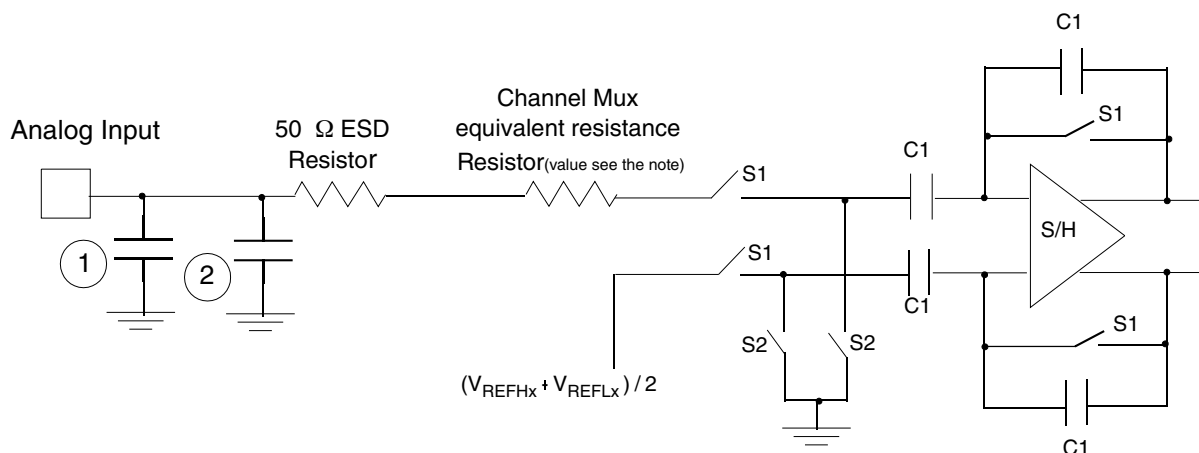 C1
Channel Mux
equivalent resistance
Resistor(value see the note)
50 Ω ESD
Resistor
Analog Input
S1
C1
S1
S/H
1
2
S1
C1
S2
S2
S1
(VREFHx + VREFLx) / 2
C1